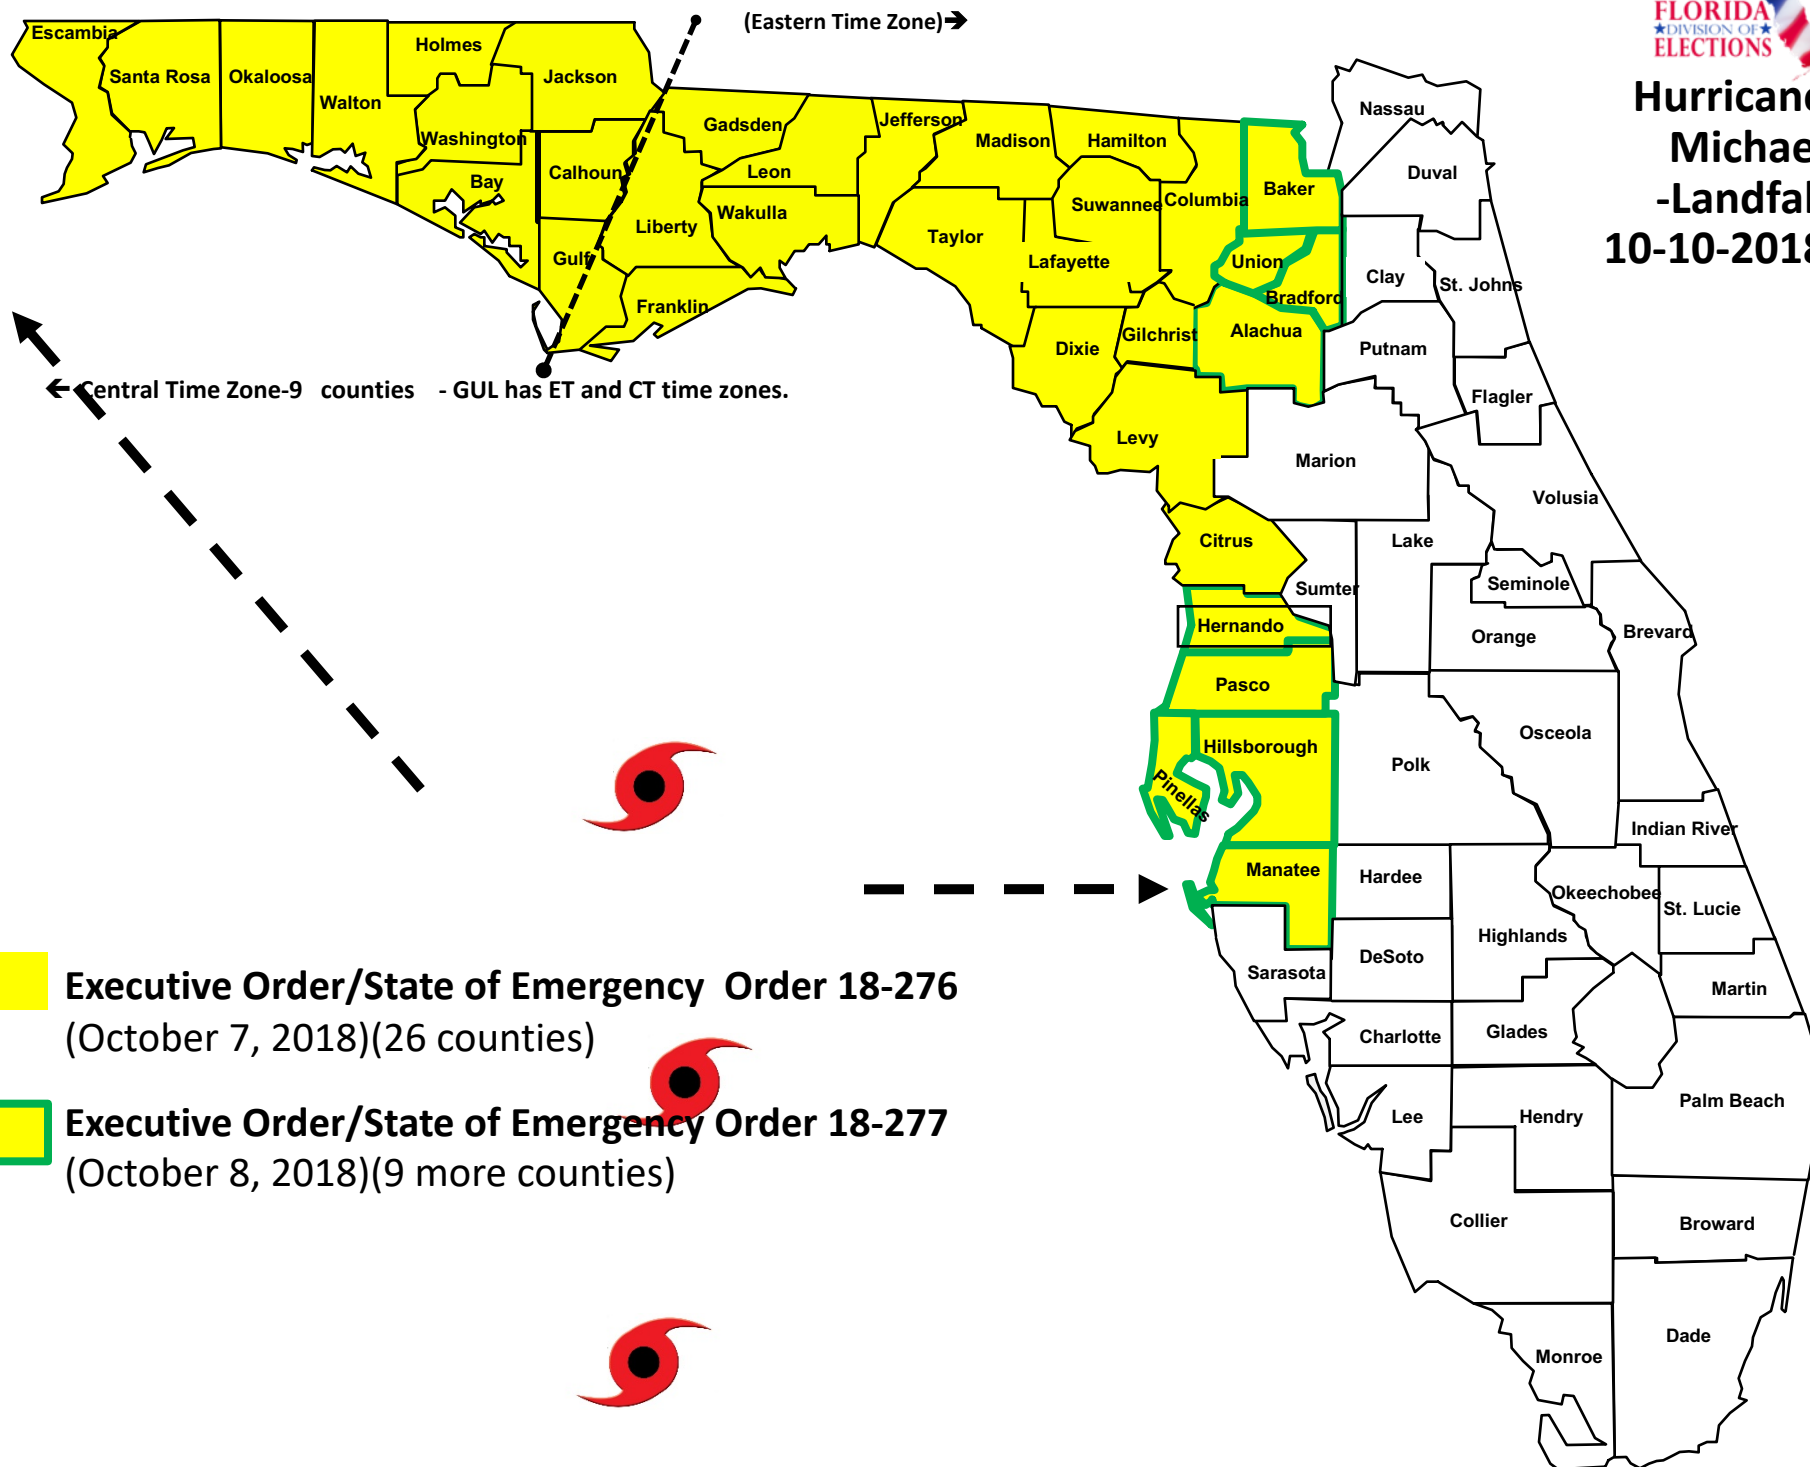 (Eastern Time Zone)→
FLORIDA
★DIVISION OF★
ELECTIONS
Hurricane
Michae
-Landfal
10-10-2018
Escambia
Santa Rosa
Okaloosa
Walton
Holmes
Jackson
Washington
Bay
Calhoun
Gulf
Gadsden
Leon
Liberty
Wakulla
Franklin
Jefferson
Madison
Hamilton
Taylor
Suwannee
Columbia
Lafayette
Baker
Union
Bradford
Alachua
Gilchrist
Dixie
Nassau
Duval
Clay
St. Johns
Putnam
Flagler
← Central Time Zone-9 counties - GUL has ET and CT time zones.
Levy
Marion
Volusia
Citrus
Lake
Sumter
Seminole
Hernando
Orange
Brevard
Pasco
Osceola
Hillsborough
Polk
Pinellas
Indian River
Manatee
Hardee
Okeechobee
St. Lucie
Highlands
DeSoto
Sarasota
Martin
Charlotte
Glades
Lee
Hendry
Palm Beach
Collier
Broward
Dade
Monroe
Executive Order/State of Emergency Order 18-276
(October 7, 2018)(26 counties)
Executive Order/State of Emergency Order 18-277
(October 8, 2018)(9 more counties)